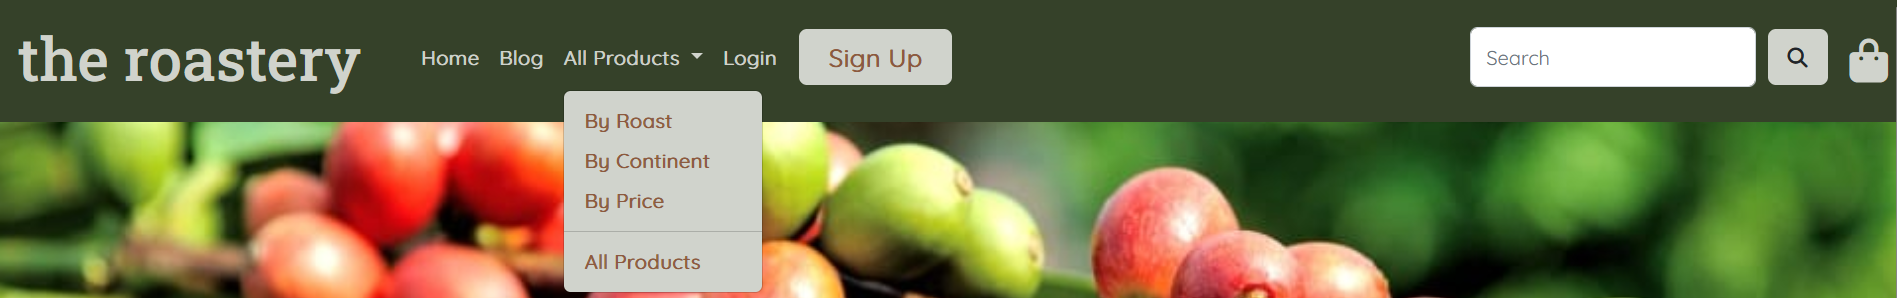 the roastery
Home Blog All Products Login Sign Up
Search
By Roast
By Continent
By Price
All Products